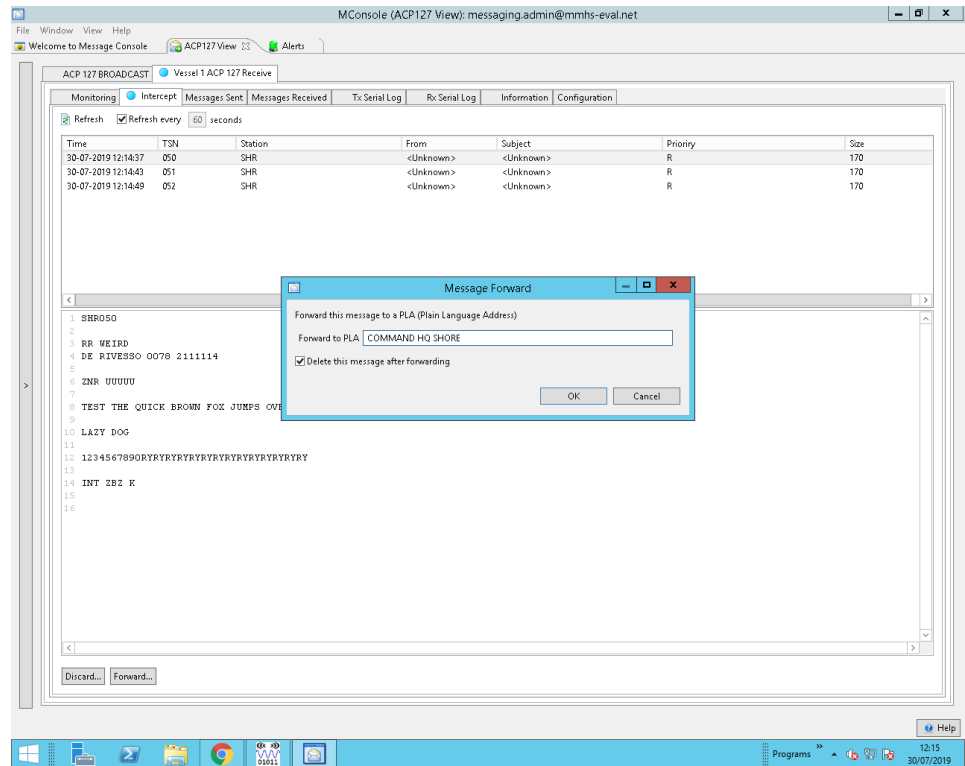 MConsole (ACP127 View): messaging.admin@mmhs-eval.net
File Window View Help
Welcome to Message Console ACP127 View Alerts
ACP 127 BROADCAST Vessel 1 ACP 127 Receive
Monitoring Intercept Messages Sent Messages Received Tx Serial Log Rx Serial Log Information Configuration
Refresh Refresh every 60 seconds
Time TSN Station From Subject Priority Size
30-07-2019 12:14:37 050 SHR <Unknown> <Unknown> R 170
30-07-2019 12:14:43 051 SHR <Unknown> <Unknown> R 170
30-07-2019 12:14:49 052 SHR <Unknown> <Unknown> R 170
Message Forward
Forward this message to a PLA (Plain Language Address)
Forward to PLA COMMAND HQ SHORE
Delete this message after forwarding
OK Cancel
1 SHR050
2
3 RR WEIRD
4 DE RIVESSO 0078 2111114
5
6 ZNR UUUUU
7
8 TEST THE QUICK BROWN FOX JUMPS OVE
9
10 LAZY DOG
11
12 1234567890RYRYRYRYRYRYRYRYRYRYRYRY
13
14 INT ZBZ K
15
16
Discard... Forward...
Help
Programs
01011
12:15
30/07/2019